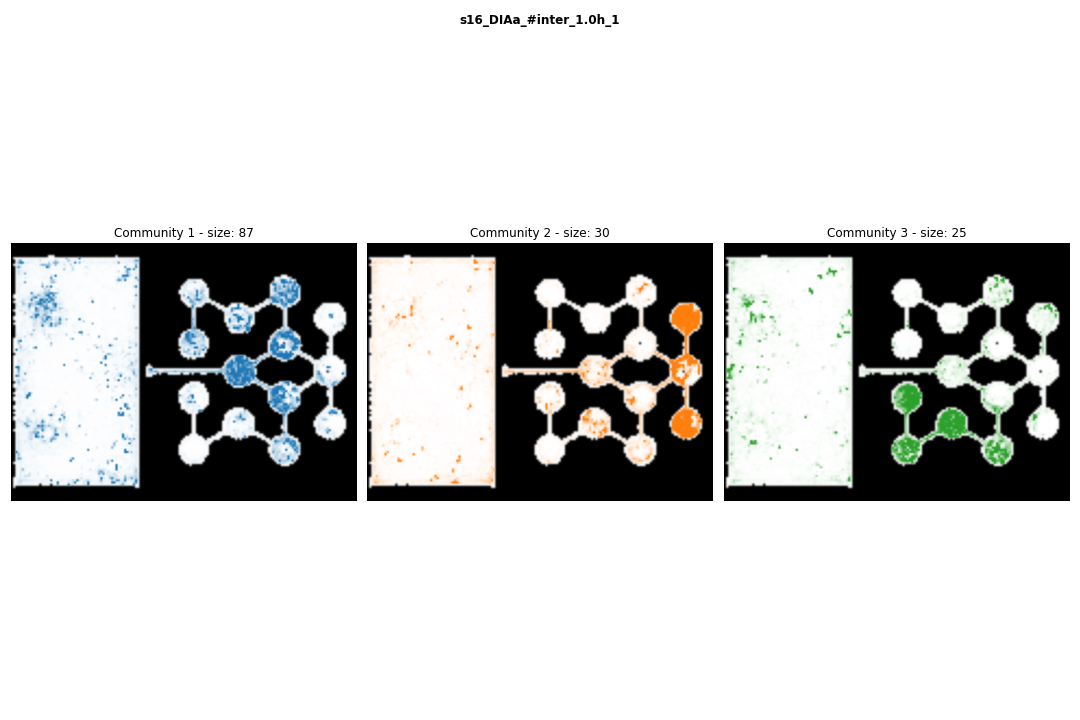 s16_DIAa_#inter_1.0h_1
Community 1 - size: 87
Community 2 - size: 30
Community 3 - size: 25